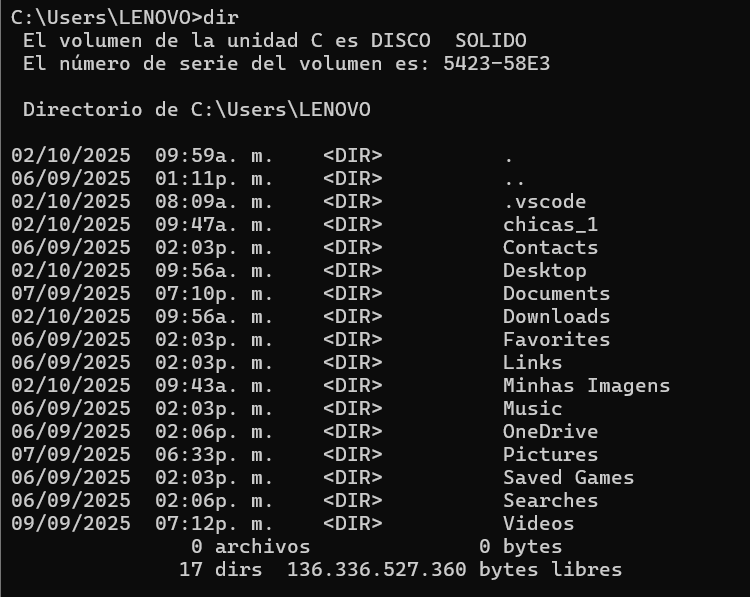 C:\Users\LENOVO>dir
 El volumen de la unidad C es DISCO  SOLIDO
 El número de serie del volumen es: 5423-58E3

 Directorio de C:\Users\LENOVO

02/10/2025  09:59a. m.    <DIR>          .
06/09/2025  01:11p. m.    <DIR>          ..
02/10/2025  08:09a. m.    <DIR>          .vscode
02/10/2025  09:47a. m.    <DIR>          chicas_1
06/09/2025  02:03p. m.    <DIR>          Contacts
02/10/2025  09:56a. m.    <DIR>          Desktop
07/09/2025  07:10p. m.    <DIR>          Documents
02/10/2025  09:56a. m.    <DIR>          Downloads
06/09/2025  02:03p. m.    <DIR>          Favorites
06/09/2025  02:03p. m.    <DIR>          Links
02/10/2025  09:43a. m.    <DIR>          Minhas Imagens
06/09/2025  02:03p. m.    <DIR>          Music
06/09/2025  02:06p. m.    <DIR>          OneDrive
07/09/2025  06:33p. m.    <DIR>          Pictures
06/09/2025  02:03p. m.    <DIR>          Saved Games
06/09/2025  02:06p. m.    <DIR>          Searches
09/09/2025  07:12p. m.    <DIR>          Videos
               0 archivos              0 bytes
              17 dirs  136.336.527.360 bytes libres